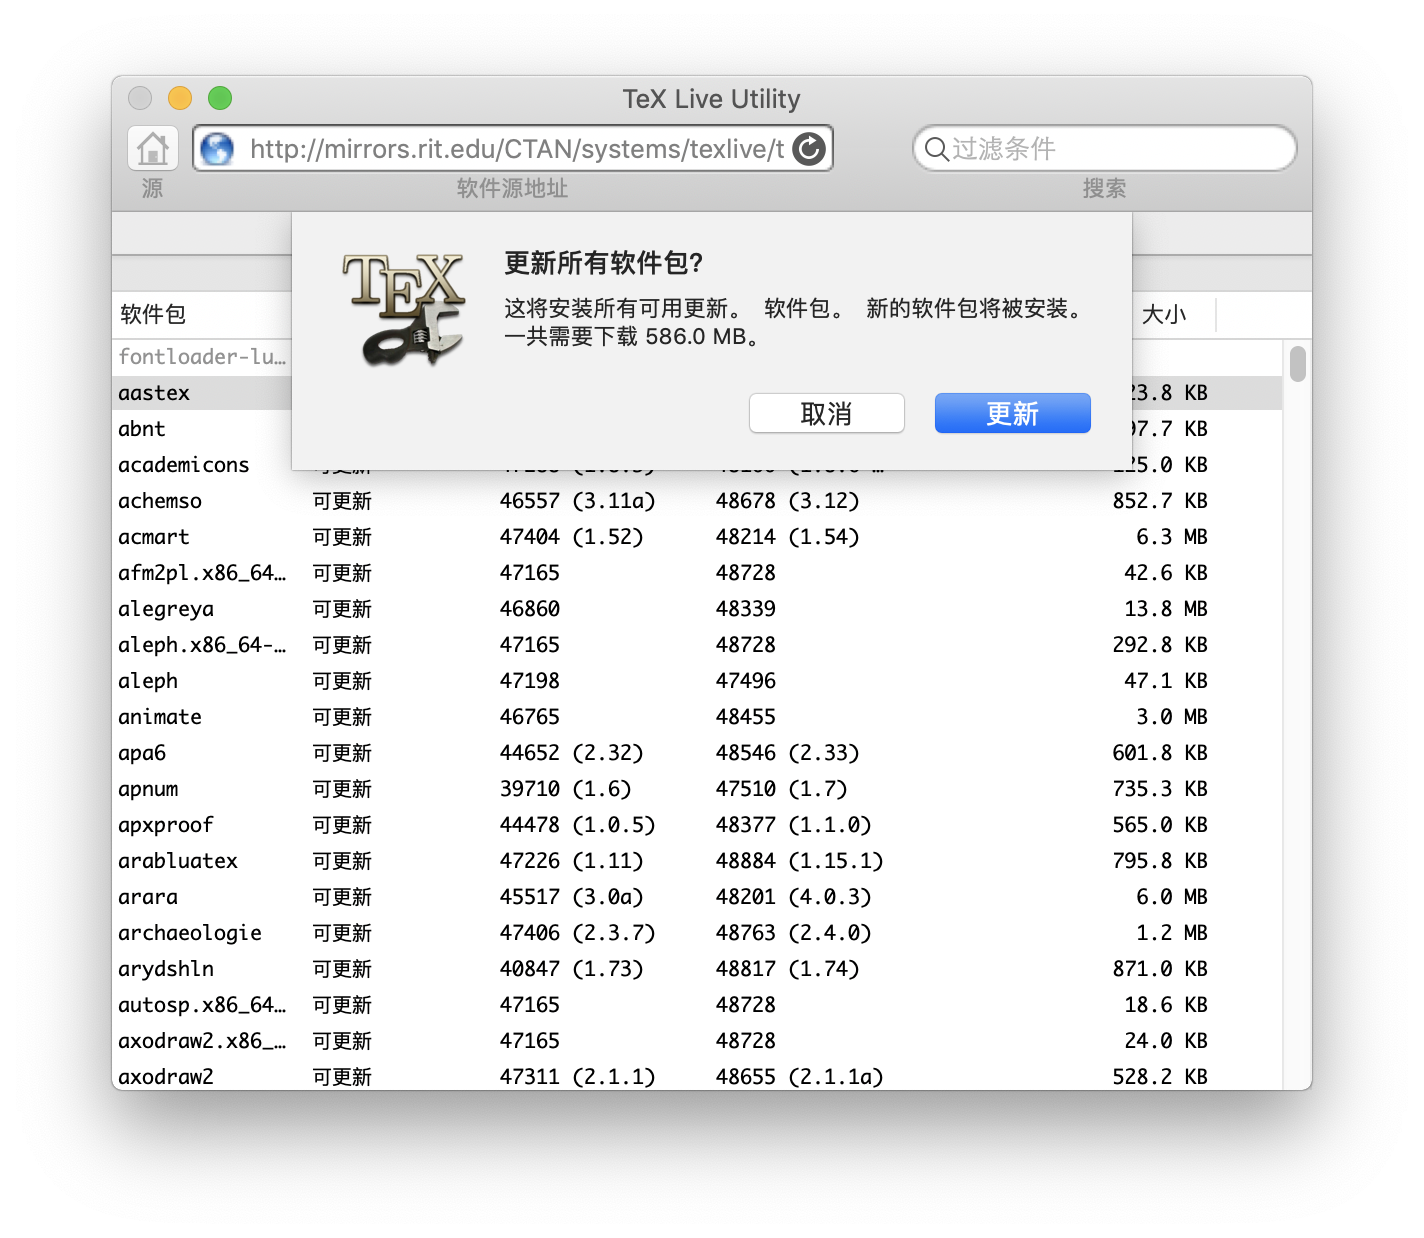 TeX Live Utility
http://mirrors.rit.edu/CTAN/systems/texlive/t
过滤条件
源 软件源地址 搜索
TEX
更新所有软件包?
这将安装所有可用更新。 软件包。 新的软件包将被安装。
一共需要下载 586.0 MB。
取消 更新
软件包 大小
fontloader-lu…
aastex 23.8 KB
abnt 97.7 KB
academicons 25.0 KB
achemso 可更新 46557 (3.11a) 48678 (3.12) 852.7 KB
acmart 可更新 47404 (1.52) 48214 (1.54) 6.3 MB
afm2pl.x86_64… 可更新 47165 48728 42.6 KB
alegreya 可更新 46860 48339 13.8 MB
aleph.x86_64-… 可更新 47165 48728 292.8 KB
aleph 可更新 47198 47496 47.1 KB
animate 可更新 46765 48455 3.0 MB
apa6 可更新 44652 (2.32) 48546 (2.33) 601.8 KB
apnum 可更新 39710 (1.6) 47510 (1.7) 735.3 KB
apxproof 可更新 44478 (1.0.5) 48377 (1.1.0) 565.0 KB
arabluatex 可更新 47226 (1.11) 48884 (1.15.1) 795.8 KB
arara 可更新 45517 (3.0a) 48201 (4.0.3) 6.0 MB
archaeologie 可更新 47406 (2.3.7) 48763 (2.4.0) 1.2 MB
arydshln 可更新 40847 (1.73) 48817 (1.74) 871.0 KB
autosp.x86_64… 可更新 47165 48728 18.6 KB
axodraw2.x86_… 可更新 47165 48728 24.0 KB
axodraw2 可更新 47311 (2.1.1) 48655 (2.1.1a) 528.2 KB